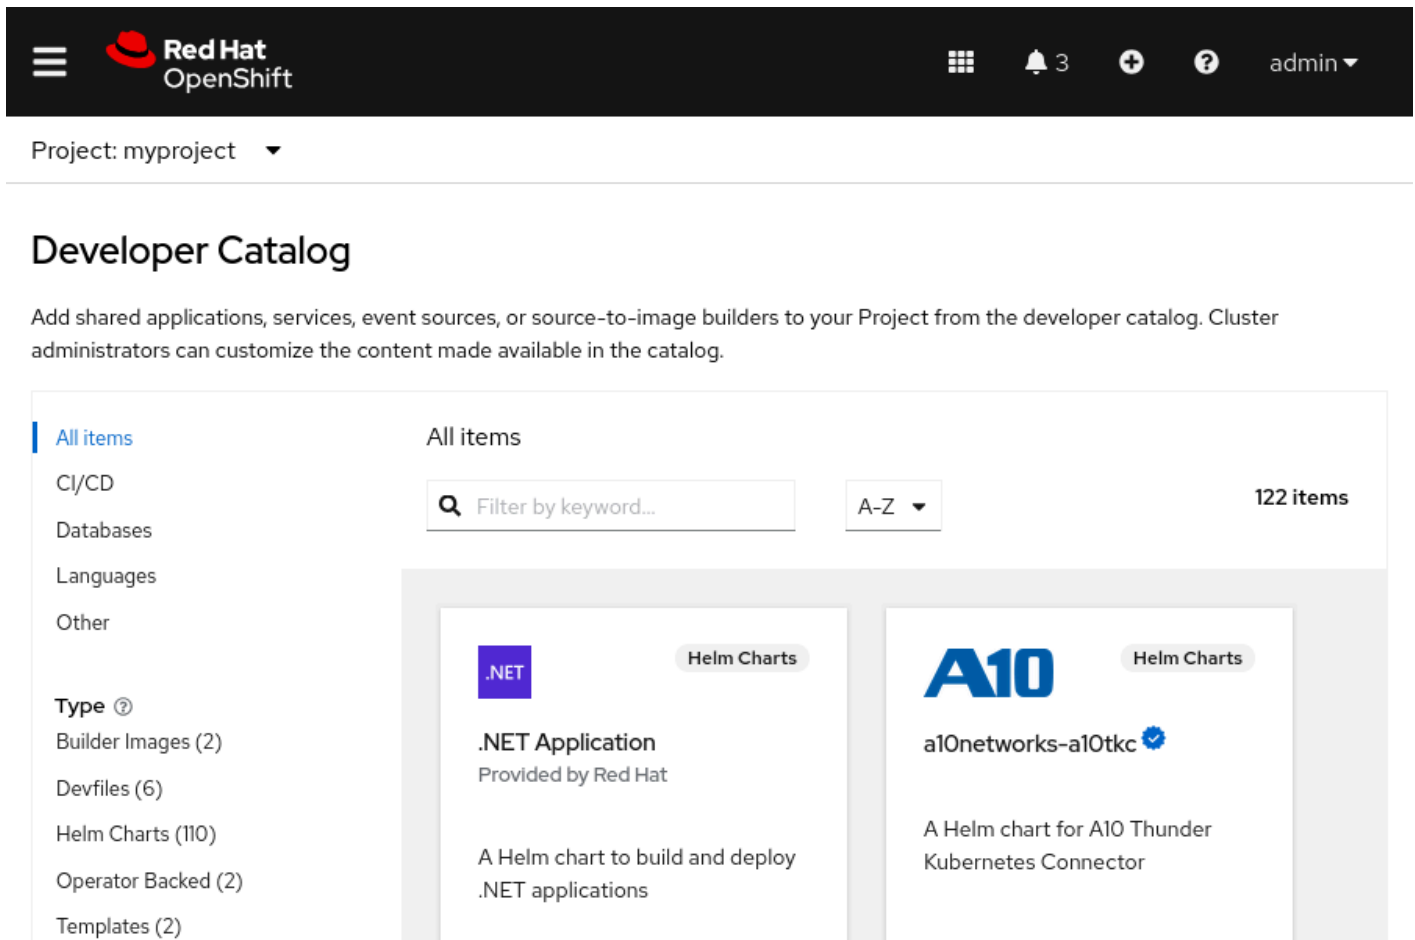 Red Hat
OpenShift
3
admin
Project: myproject
Developer Catalog
Add shared applications, services, event sources, or source-to-image builders to your Project from the developer catalog. Cluster
administrators can customize the content made available in the catalog.
All items
CI/CD
Databases
Languages
Other
Type
Builder Images (2)
Devfiles (6)
Helm Charts (110)
Operator Backed (2)
Templates (2)
All items
Filter by keyword...
A-Z
122 items
.NET
Helm Charts
.NET Application
Provided by Red Hat
A Helm chart to build and deploy
.NET applications
A10
Helm Charts
a10networks-a10tkc
A Helm chart for A10 Thunder
Kubernetes Connector